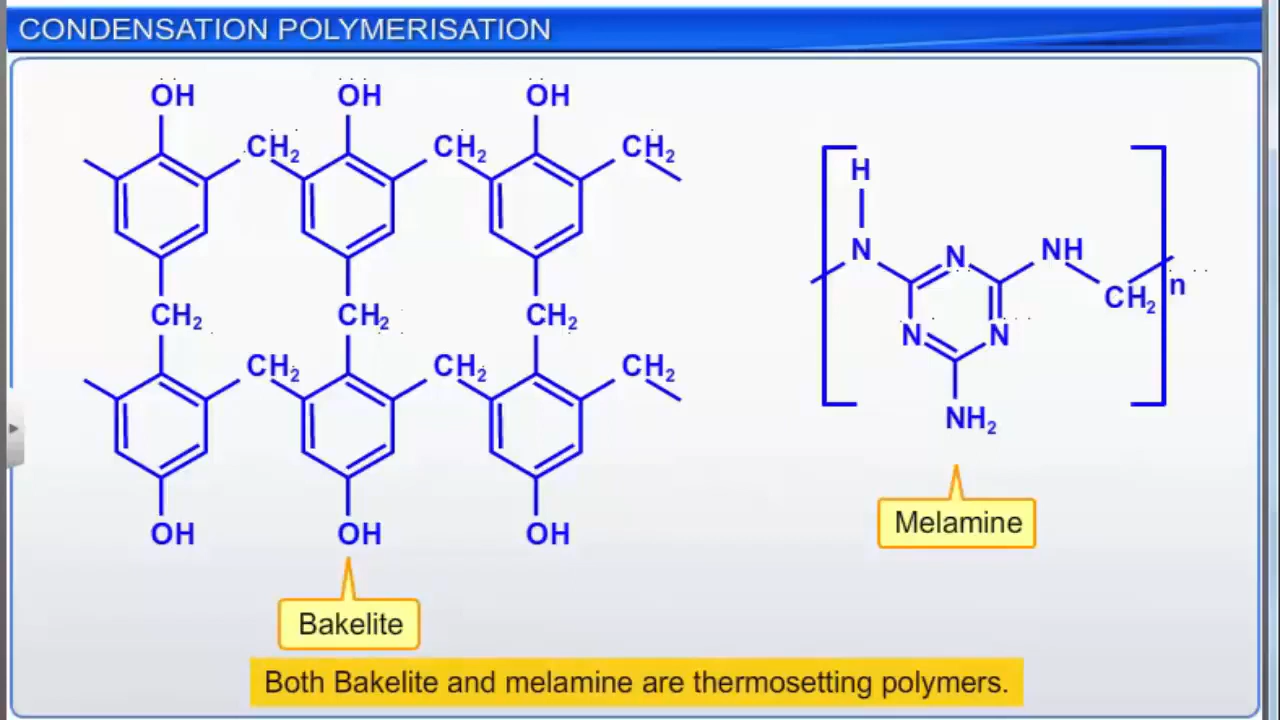 CONDENSATION POLYMERISATION
OH OH OH
CH₂ CH₂ CH₂
CH₂ CH₂ CH₂
CH₂ CH₂ CH₂
OH OH OH
H
N N NH
CH₂ n
N N
NH₂
Melamine
Bakelite
Both Bakelite and melamine are thermosetting polymers.